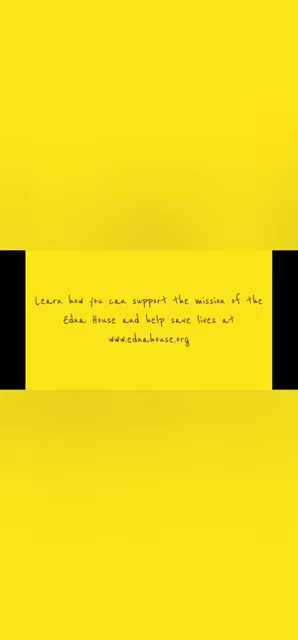 Learn how you can support the mission of the
Edna House and help save lives at
www.ednahouse.org